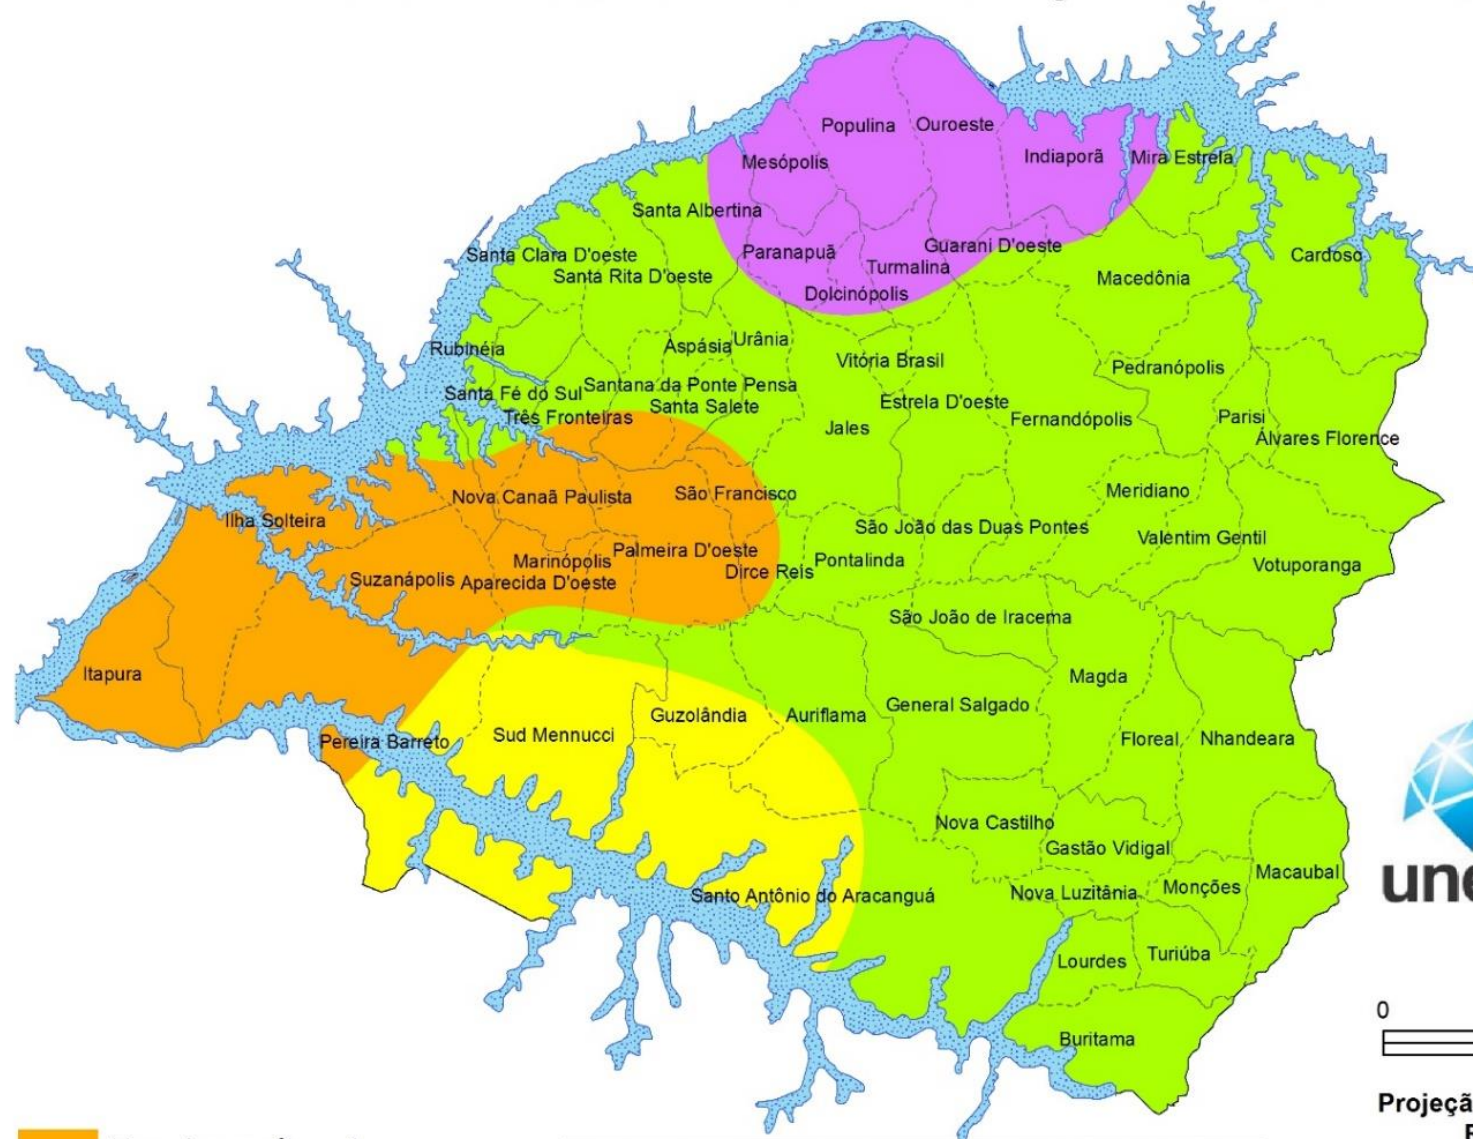 Populina
Ouroeste
Mesópolis
Indiaporã
Mira Estrela
Santa Albertina
Santa Clara D'oeste
Santa Rita D'oeste
Paranapuã
Guarani D'oeste
Turmalina
Dolcinópolis
Macedônia
Cardoso
Rubinéia
Aspásia
Urânia
Vitória Brasil
Pedranópolis
Santa Fé do Sul
Santana da Ponte Pensa
Santa Salete
Três Fronteiras
Estrela D'oeste
Jales
Fernandópolis
Parisi
Álvares Florence
Nova Canaã Paulista
São Francisco
Meridiano
Ilha Solteira
São João das Duas Pontes
Valentim Gentil
Marinópolis
Palmeira D'oeste
Pontalinda
Votuporanga
Suzanápolis
Aparecida D'oeste
Dirce Reis
São João de Iracema
Itapura
Magda
Guzolândia
Auriflama
General Salgado
Pereira Barreto
Sud Mennucci
Floreal
Nhandeara
Nova Castilho
Gastão Vidigal
Macaubal
une
Santo Antônio do Aracanguá
Nova Luzitânia
Monções
Lourdes
Turiúba
0
Buritama
Projeçã